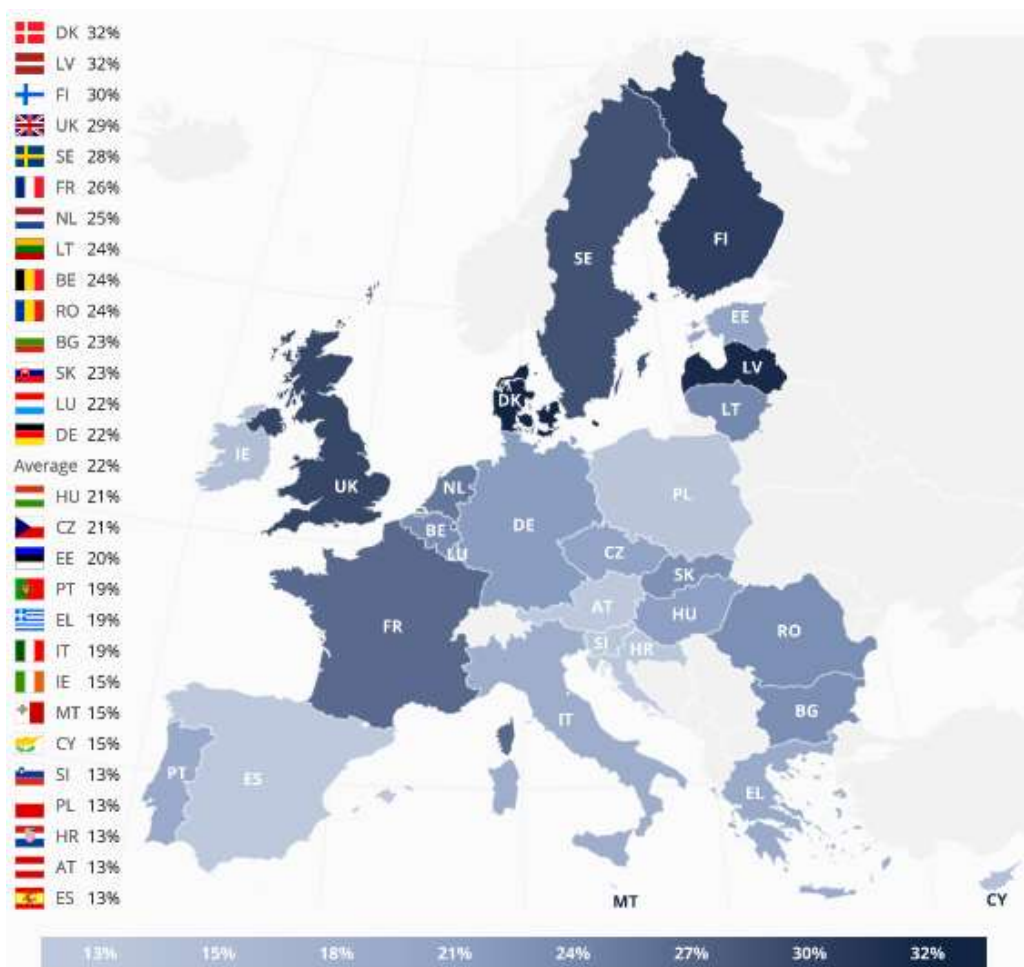 DK 32%
LV 32%
FI 30%
UK 29%
SE 28%
FR 26%
NL 25%
LT 24%
BE 24%
RO 24%
BG 23%
SK 23%
LU 22%
DE 22%
Average 22%
HU 21%
CZ 21%
EE 20%
PT 19%
EL 19%
IT 19%
IE 15%
MT 15%
CY 15%
SI 13%
PL 13%
HR 13%
AT 13%
ES 13%
FI
SE
EE
LV
DK
LT
IE
UK
NL
PL
DE
BE
LU
CZ
SK
AT
HU
FR
RO
SI
HR
BG
IT
PT
ES
EL
MT
CY
13% 15% 18% 21% 24% 27% 30% 32%